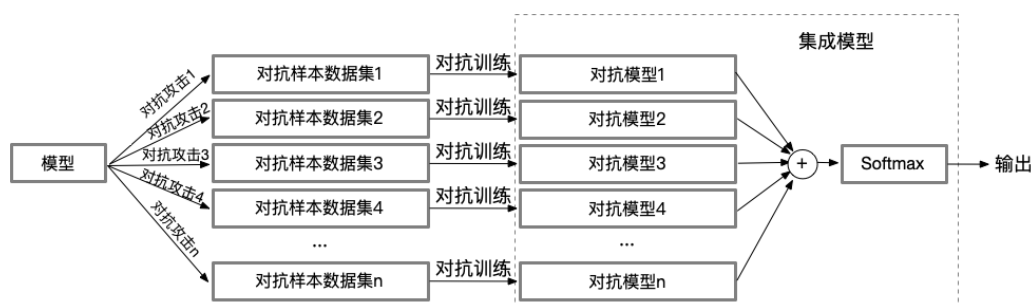 集成模型
对抗攻击1
对抗样本数据集1
对抗训练
对抗模型1
对抗攻击2
对抗样本数据集2
对抗训练
对抗模型2
模型
对抗攻击3
对抗样本数据集3
对抗训练
对抗模型3
+
Softmax
输出
对抗攻击4
对抗样本数据集4
对抗训练
对抗模型4
...
...
对抗攻击n
对抗样本数据集n
对抗训练
对抗模型n